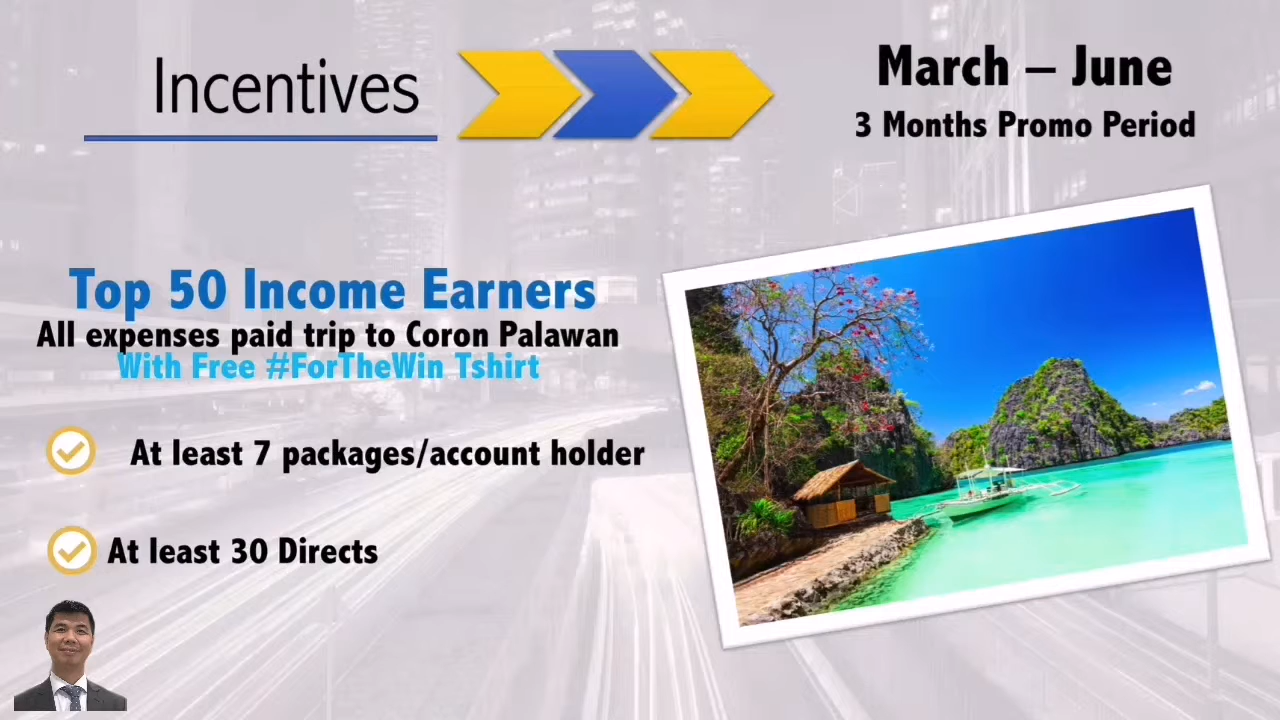 Incentives
March – June
3 Months Promo Period
Top 50 Income Earners
All expenses paid trip to Coron Palawan
With Free #ForTheWin Tshirt
At least 7 packages/account holder
At least 30 Directs